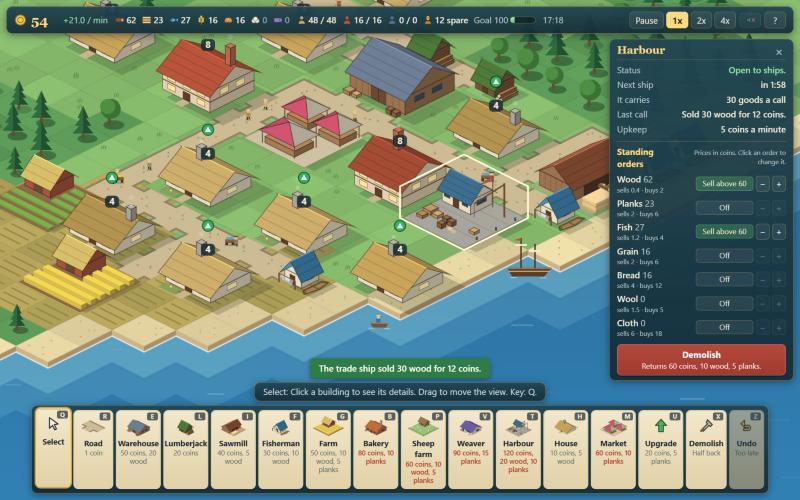 54 +21.0 / min 62 23 27 16 16 0 0 48 / 48 16 / 16 0 / 0 12 spare Goal 100 17:18 Pause 1x 2x 4x ?
Harbour ×
Status Open to ships.
Next ship in 1:58
It carries 30 goods a call
Last call Sold 30 wood for 12 coins.
Upkeep 5 coins a minute
Standing orders
Prices in coins. Click an order to change it.
Wood 62
sells 0.4 · buys 2
Sell above 60 − +
Planks 23
sells 2 · buys 6
Off − +
Fish 27
sells 1.2 · buys 4
Sell above 60 − +
Grain 16
sells 2 · buys 6
Off − +
Bread 16
sells 4 · buys 12
Off − +
Wool 0
sells 1.5 · buys 5
Off − +
Cloth 0
sells 6 · buys 18
Off − +
Demolish
Returns 60 coins, 10 wood, 5 planks.
8
4
8
4
4
4
4
4
4
The trade ship sold 30 wood for 12 coins.
Select: Click a building to see its details. Drag to move the view. Key: Q.
Q
Select
R
Road
1 coin
E
Warehouse
50 coins, 20 wood
L
Lumberjack
20 coins
I
Sawmill
40 coins, 5 wood
F
Fisherman
30 coins, 10 wood
G
Farm
50 coins, 10 wood, 5 planks
B
Bakery
80 coins, 10 planks
P
Sheep farm
60 coins, 10 wood, 5 planks
V
Weaver
90 coins, 15 planks
T
Harbour
120 coins, 20 wood, 10 planks
H
House
10 coins, 5 wood
M
Market
60 coins, 10 planks
U
Upgrade
20 coins, 5 planks
X
Demolish
Half back
Z
Undo
Too late